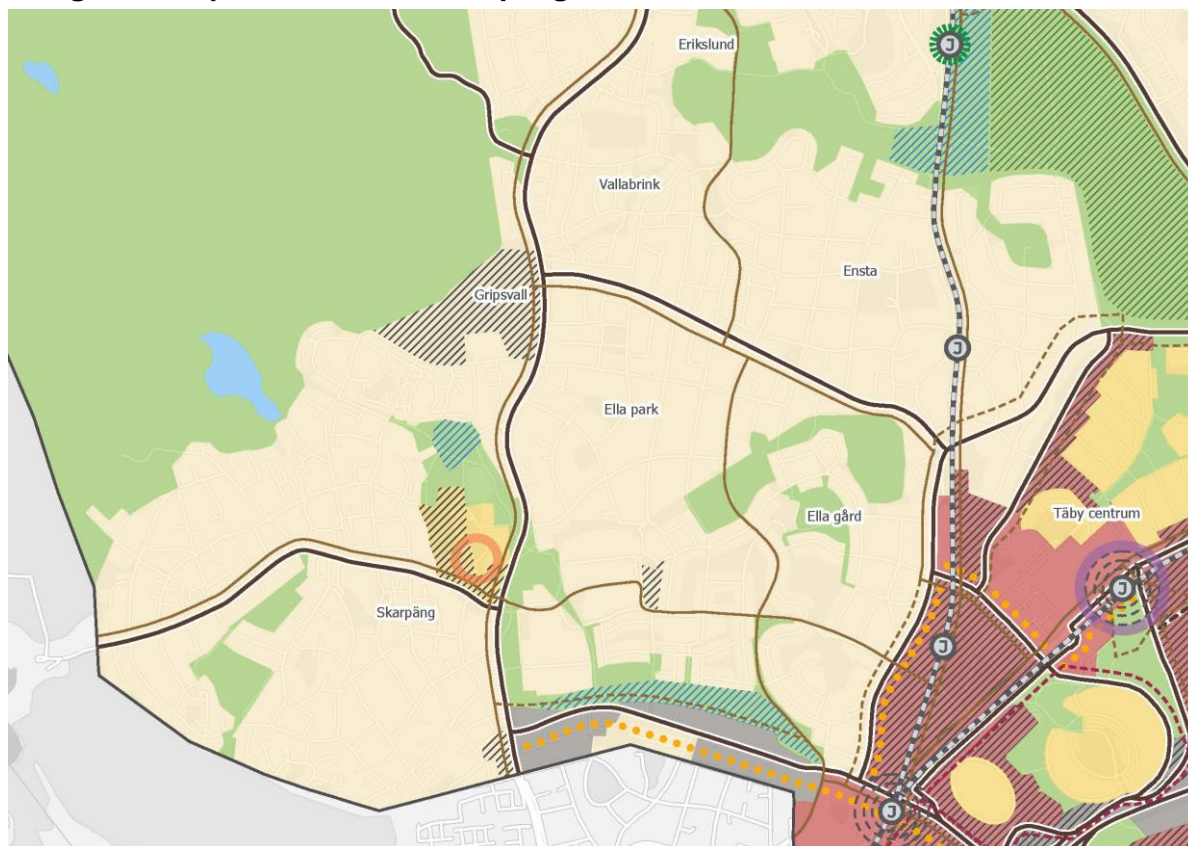 Erikslund
J
Vallabrink
Ensta
Gripsvall
J
Ella park
Ella gård
Täby centrum
J
Skarpäng
J
J